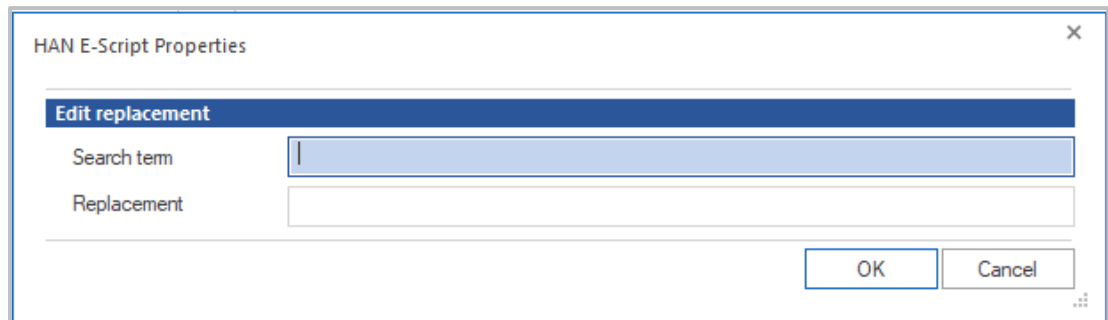 HAN E-Script Properties
Edit replacement
Search term
Replacement
OK Cancel